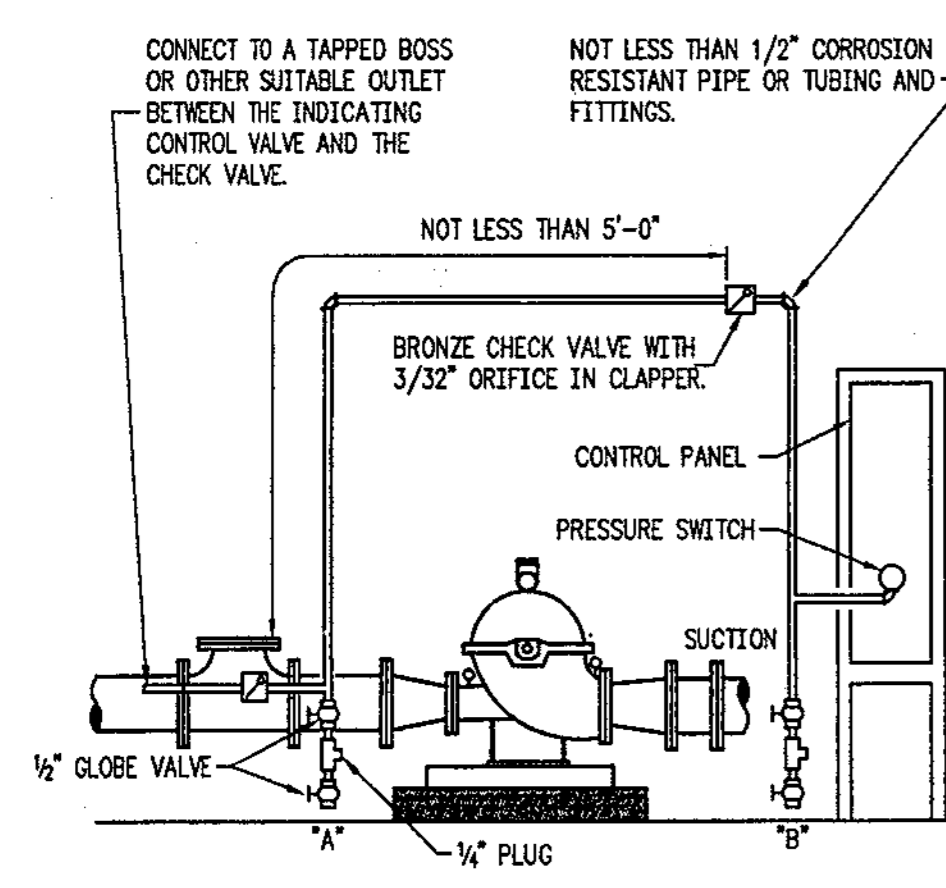 CONNECT TO A TAPPED BOSS
OR OTHER SUITABLE OUTLET
BETWEEN THE INDICATING
CONTROL VALVE AND THE
CHECK VALVE.
NOT LESS THAN 1/2" CORROSION
RESISTANT PIPE OR TUBING AND
FITTINGS.
NOT LESS THAN 5'-0"
BRONZE CHECK VALVE WITH
3/32" ORIFICE IN CLAPPER.
CONTROL PANEL
PRESSURE SWITCH
SUCTION
½" GLOBE VALVE
"A"
¼" PLUG
"B"